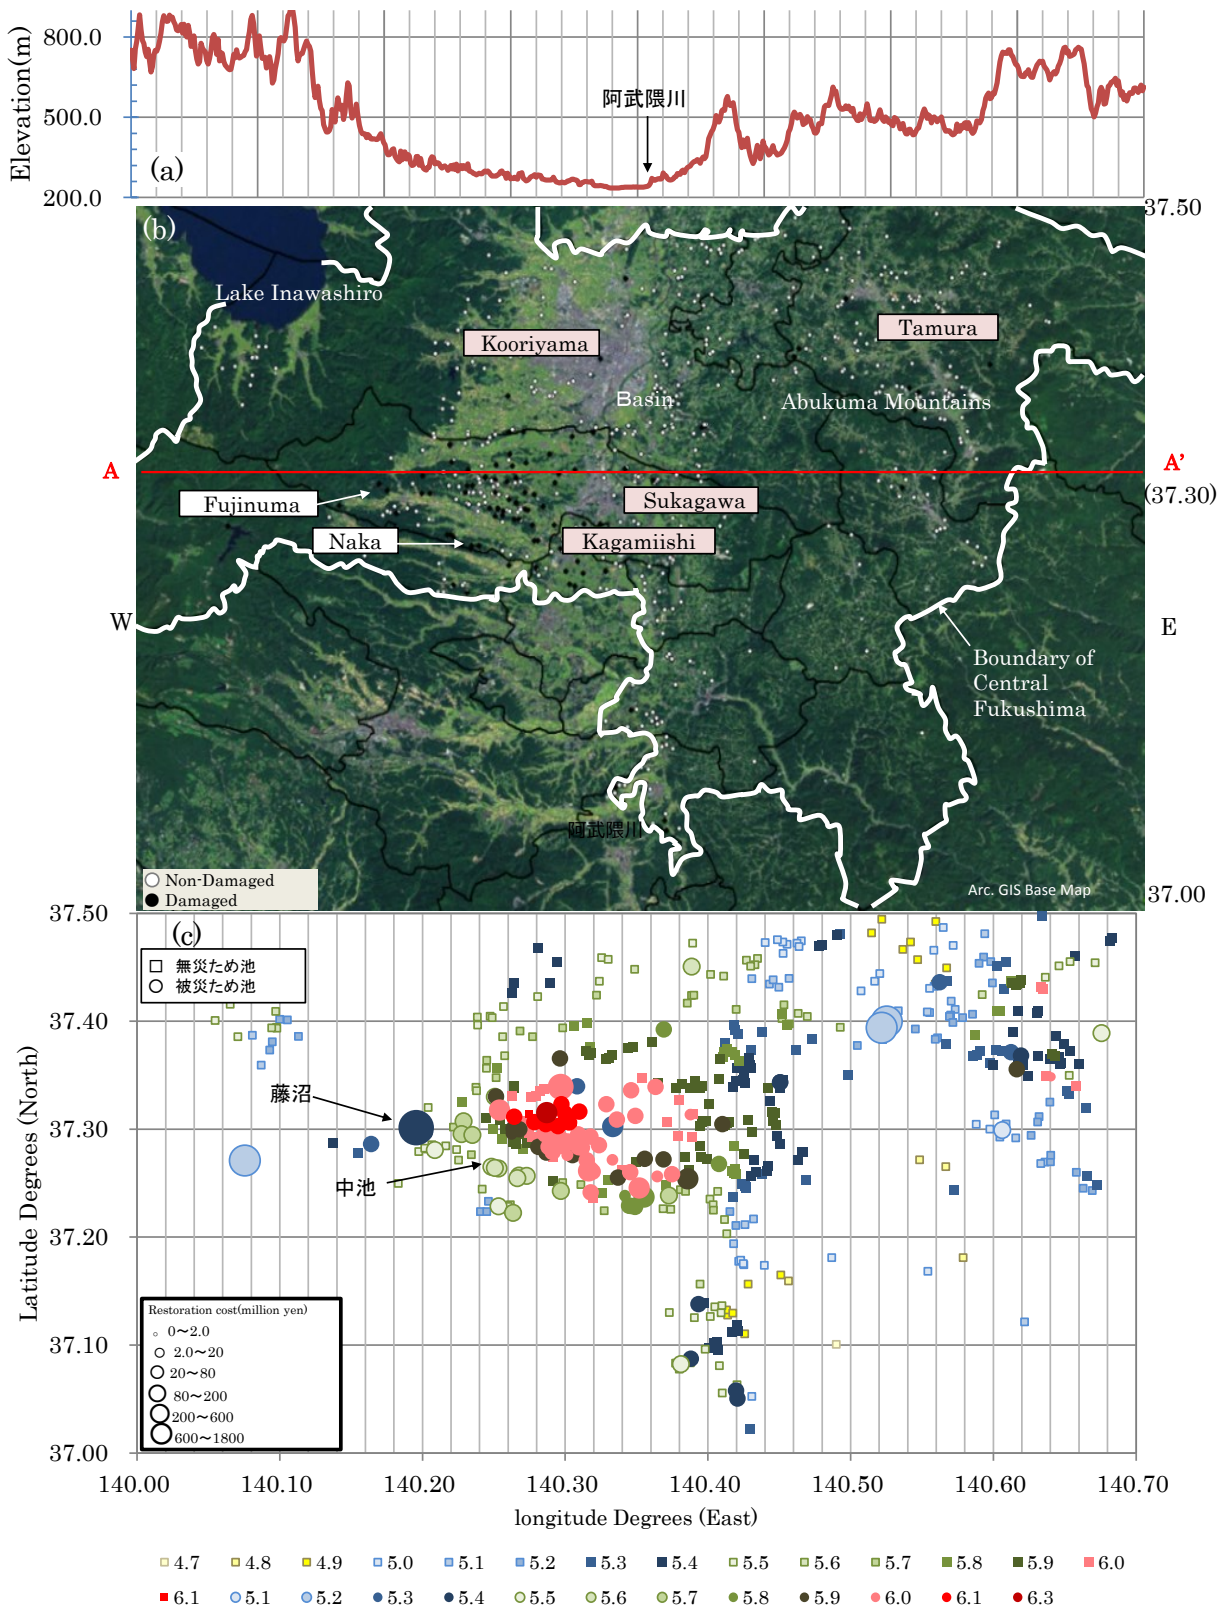 Elevation(m)
800.0
500.0
200.0
(a)
阿武隈川
37.50
(b)
Lake Inawashiro
Kooriyama
Tamura
Basin
Abukuma Mountains
A
A'
(37.30)
Fujinuma
Sukagawa
Naka
Kagamiishi
W
E
Boundary of
Central
Fukushima
阿武隈川
Non-Damaged
Damaged
Arc. GIS Base Map
37.00
(c)
Latitude Degrees (North)
37.50
37.40
37.30
37.20
37.10
37.00
無災ため池
被災ため池
藤沼
中池
Restoration cost(million yen)
0～2.0
2.0～20
20～80
80～200
200～600
600～1800
140.00 140.10 140.20 140.30 140.40 140.50 140.60 140.70
longitude Degrees (East)
4.7 4.8 4.9 5.0 5.1 5.2 5.3 5.4 5.5 5.6 5.7 5.8 5.9 6.0
6.1 5.1 5.2 5.3 5.4 5.5 5.6 5.7 5.8 5.9 6.0 6.1 6.3